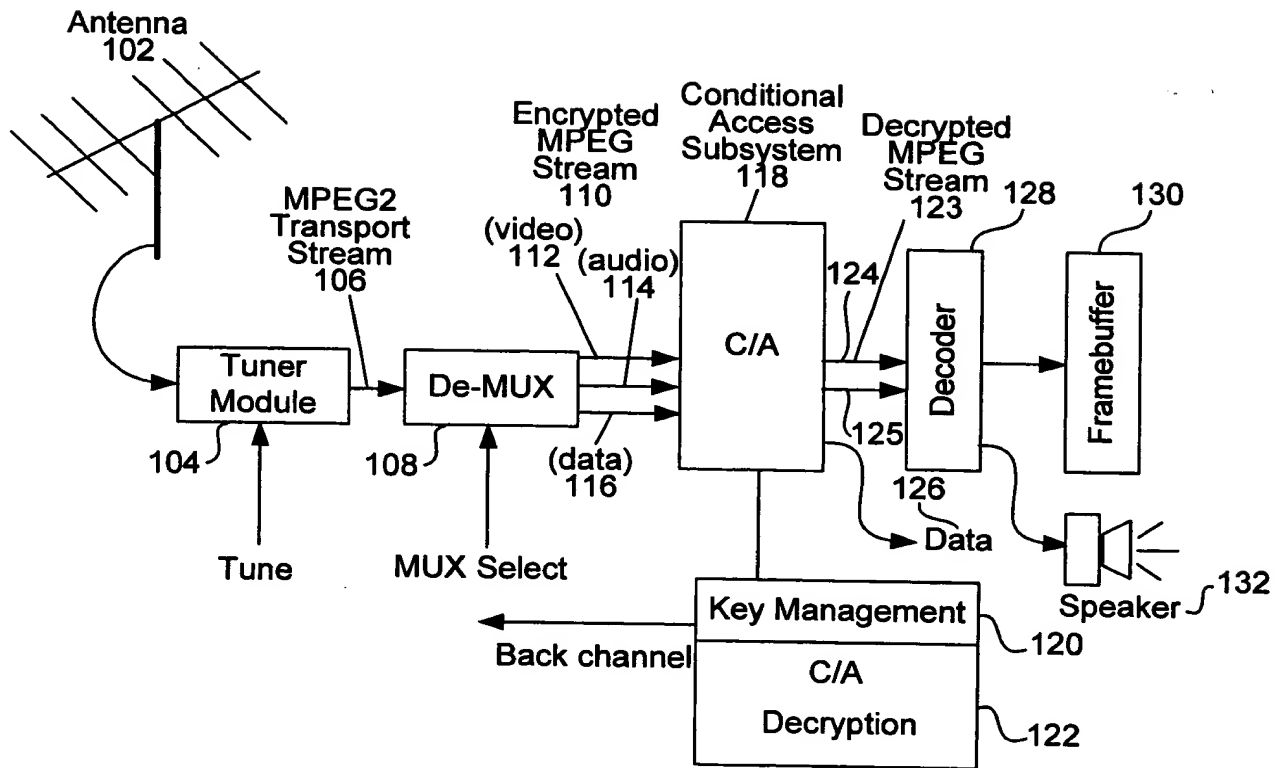 Antenna
102
MPEG2
Transport
Stream
106
Encrypted
MPEG
Stream
110
(video)
112
(audio)
114
(data)
116
Conditional
Access
Subsystem
118
Decrypted
MPEG
Stream
123
128
130
124
125
C/A
Decoder
Framebuffer
Tuner
Module
104
De-MUX
108
Tune
MUX Select
126
Data
Speaker
132
Key Management
120
Back channel
C/A
Decryption
122